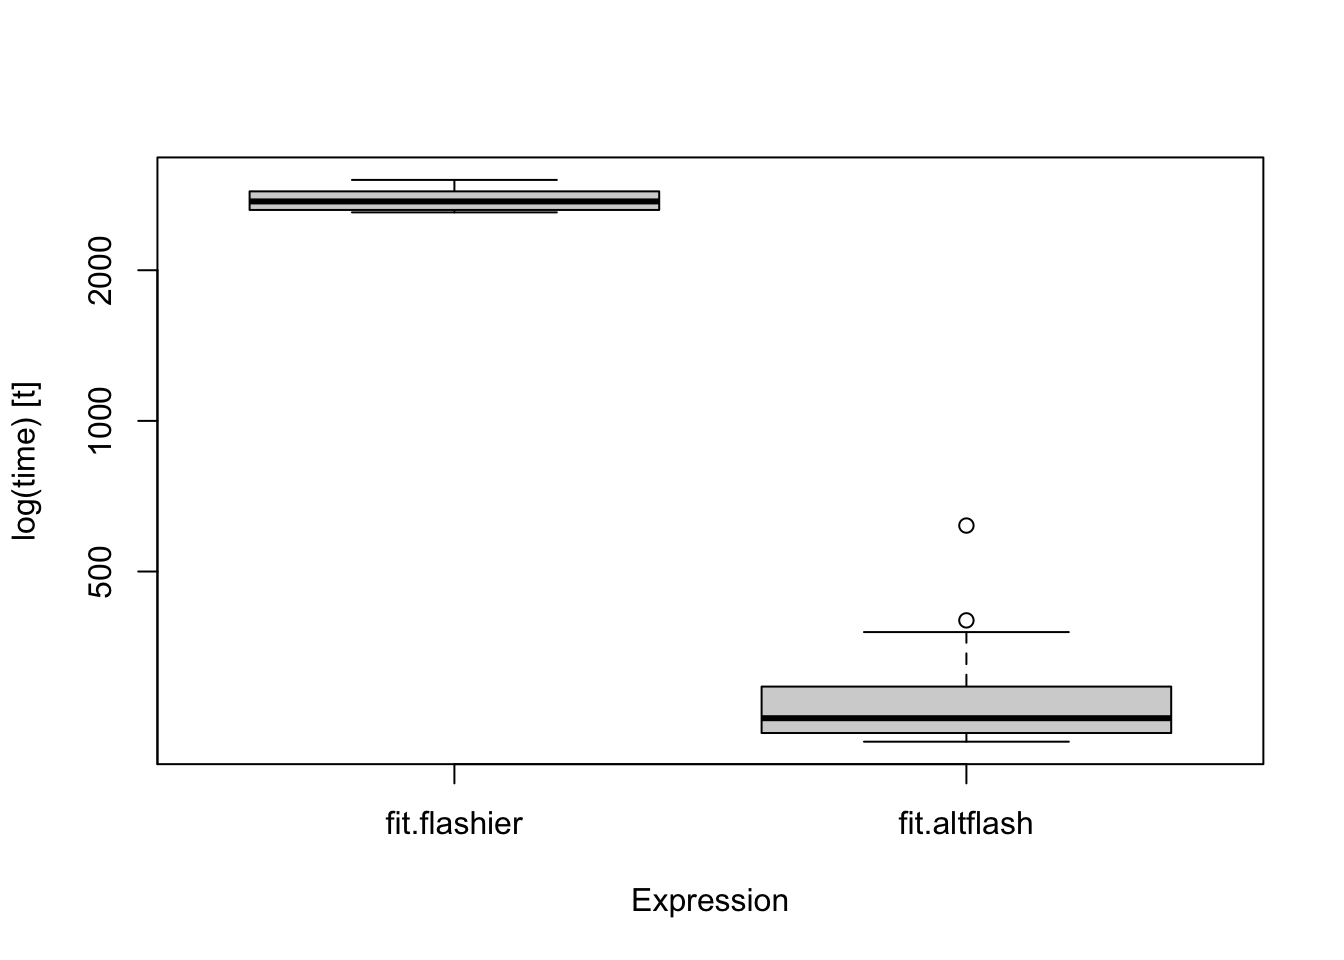 log(time) [t]
2000
1000
500
fit.flashier
fit.altflash
Expression